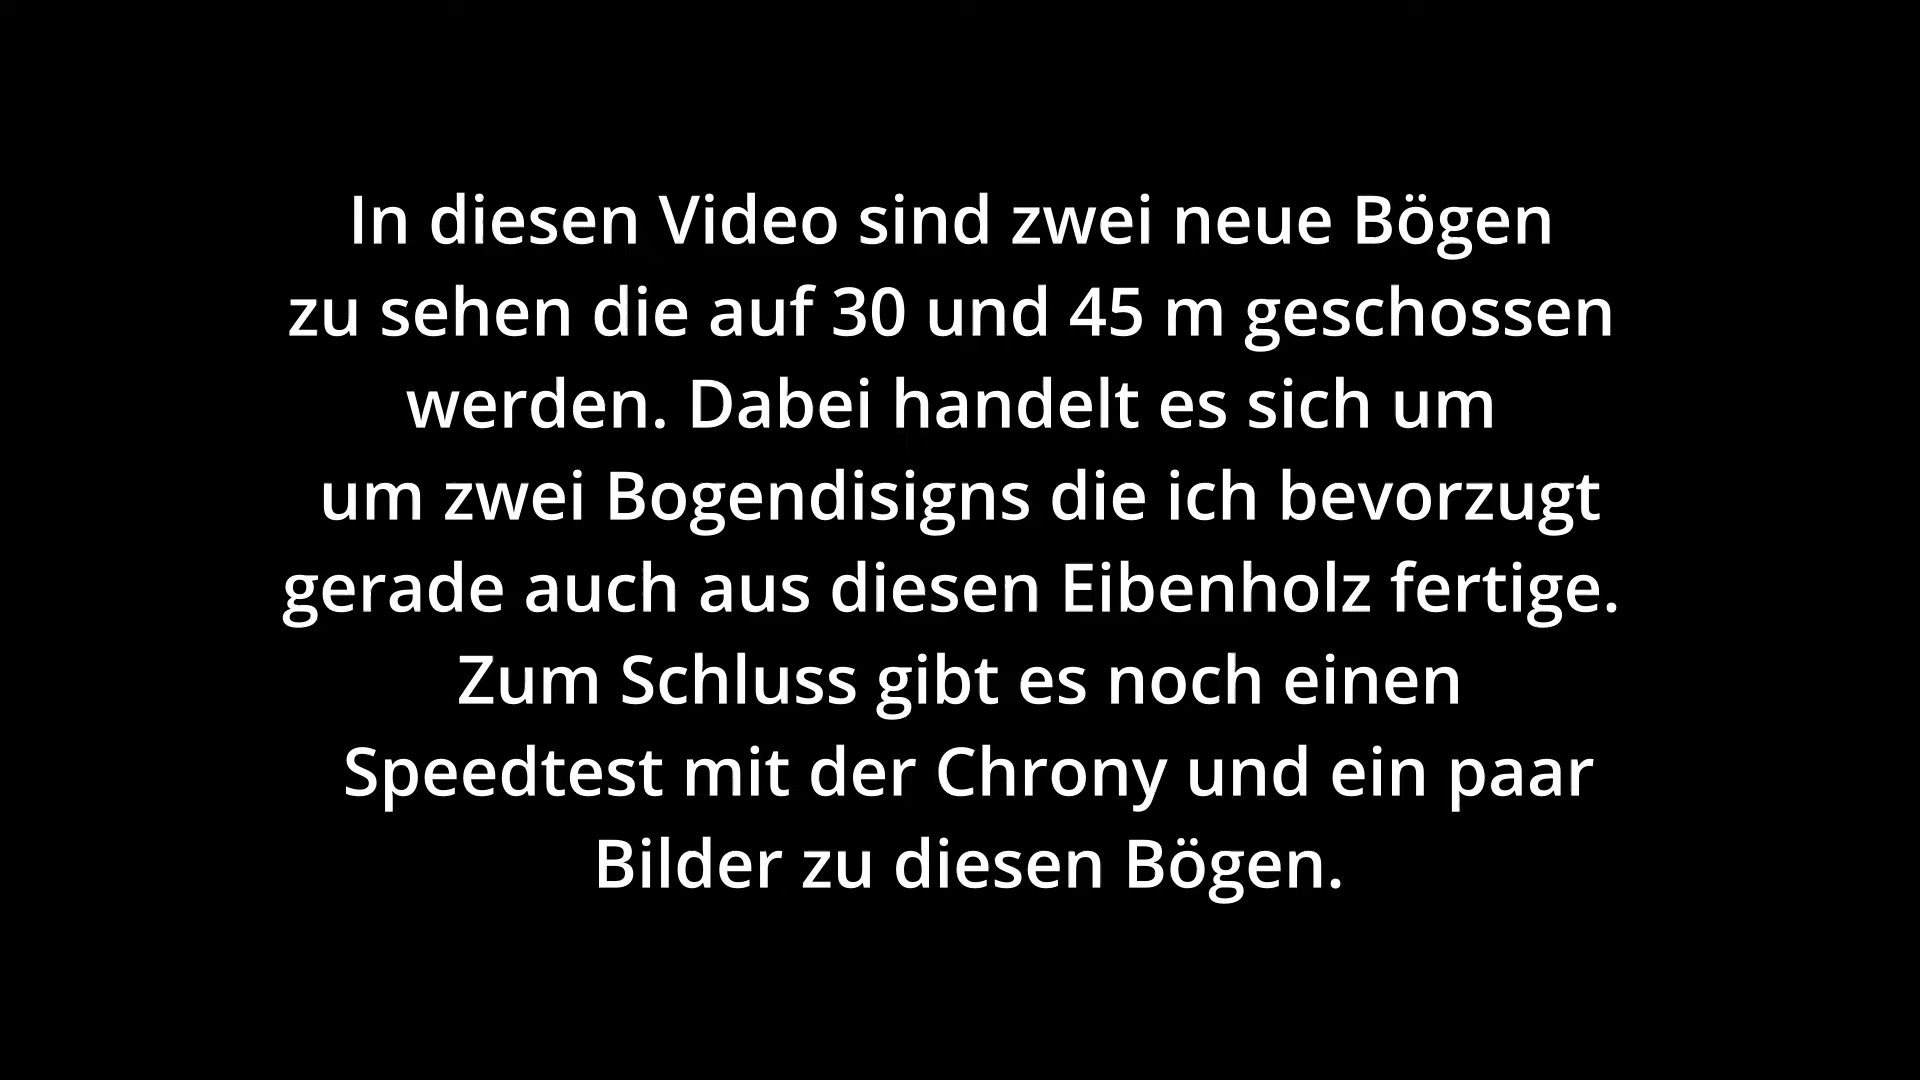 In diesen Video sind zwei neue Bögen
zu sehen die auf 30 und 45 m geschossen
werden. Dabei handelt es sich um
um zwei Bogendisigns die ich bevorzugt
gerade auch aus diesen Eibenholz fertige.
Zum Schluss gibt es noch einen
Speedtest mit der Chrony und ein paar
Bilder zu diesen Bögen.